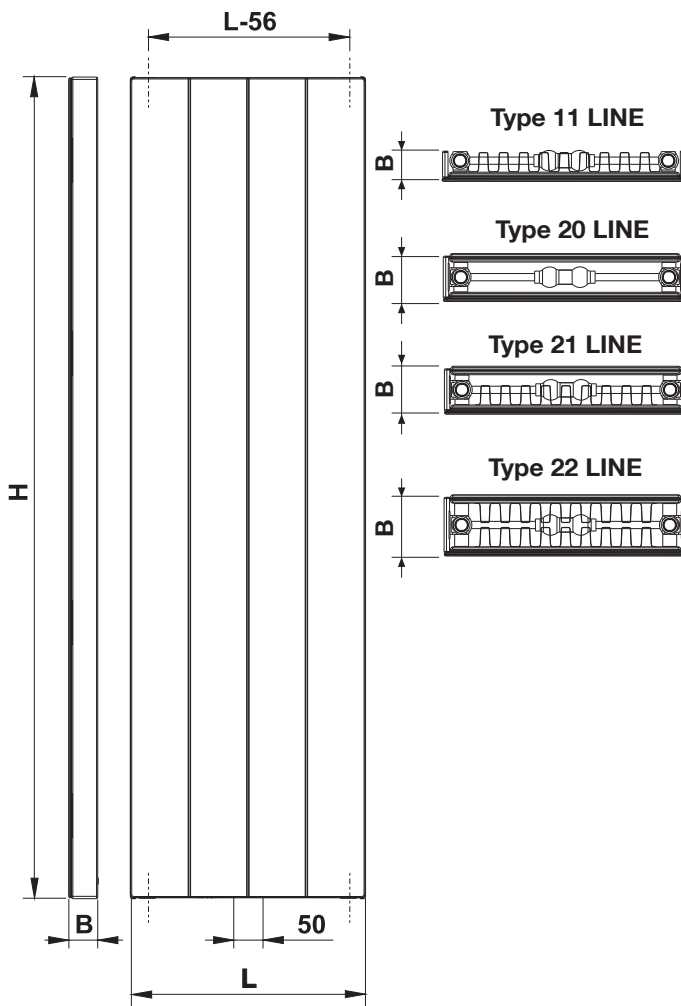 L-56
Type 11 LINE
B
Type 20 LINE
B
Type 21 LINE
B
Type 22 LINE
B
H
B
50
L